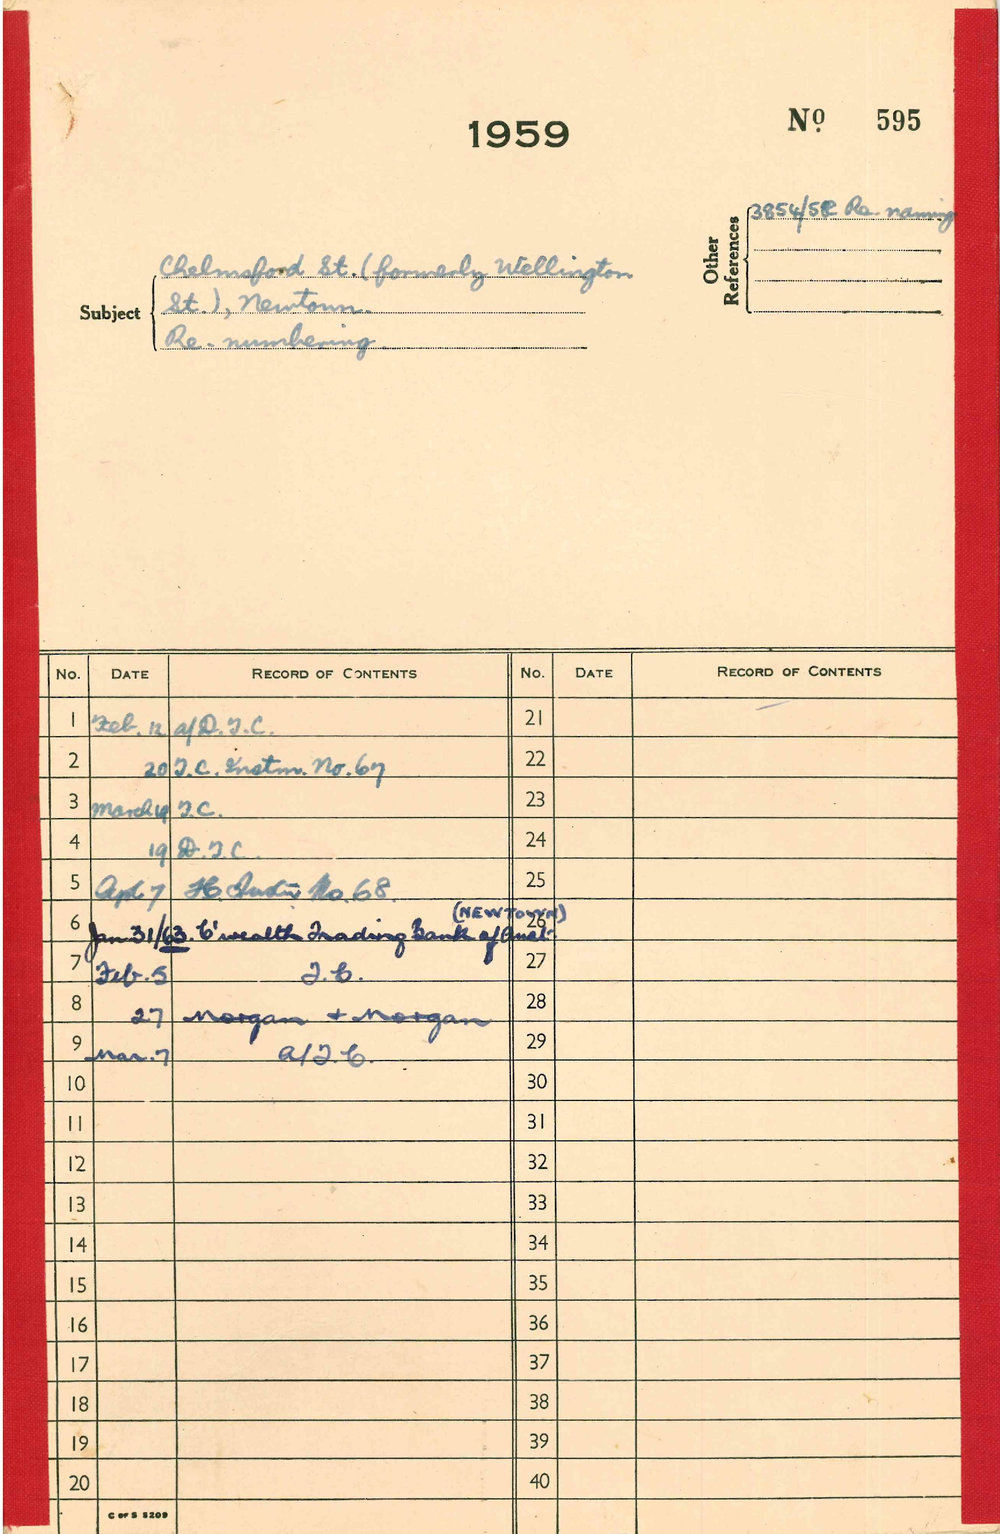 1959
Nº 595
Other References
3854/58 Re-naming
Subject
Chelmsford St. (formerly Wellington
St.), Newtown.
Re-numbering
No. DATE RECORD OF CONTENTS No. DATE RECORD OF CONTENTS
1 Feb. 12 a/D.T.C. 21
2 20 T.C. Instn. No. 67 22
3 March 19 T.C. 23
4 19 D.T.C. 24
5 Apl 7 No. 68. 25
(NEWTOWN)
6 Jan 31/63. C'wealth Trading Bank of Aust. 26
7 Feb. 5 T.C. 27
8 27 Morgan + Morgan 28
9 Mar. 7 a/T.C. 29
10 30
11 31
12 32
13 33
14 34
15 35
16 36
17 37
18 38
19 39
20 40
C OF S 5209